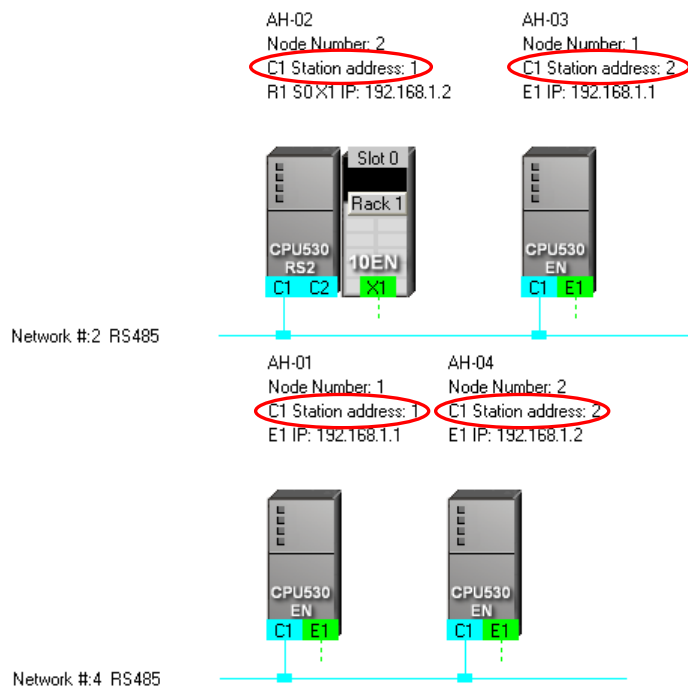 AH-02
Node Number: 2
C1 Station address: 1
R1 S0 X1 IP: 192.168.1.2
AH-03
Node Number: 1
C1 Station address: 2
E1 IP: 192.168.1.1
Slot 0
Rack 1
CPU530
RS2
10EN
C1 C2 X1
CPU530
EN
C1 E1
Network #:2 RS485
AH-01
Node Number: 1
C1 Station address: 1
E1 IP: 192.168.1.1
AH-04
Node Number: 2
C1 Station address: 2
E1 IP: 192.168.1.2
CPU530
EN
C1 E1
CPU530
EN
C1 E1
Network #:4 RS485